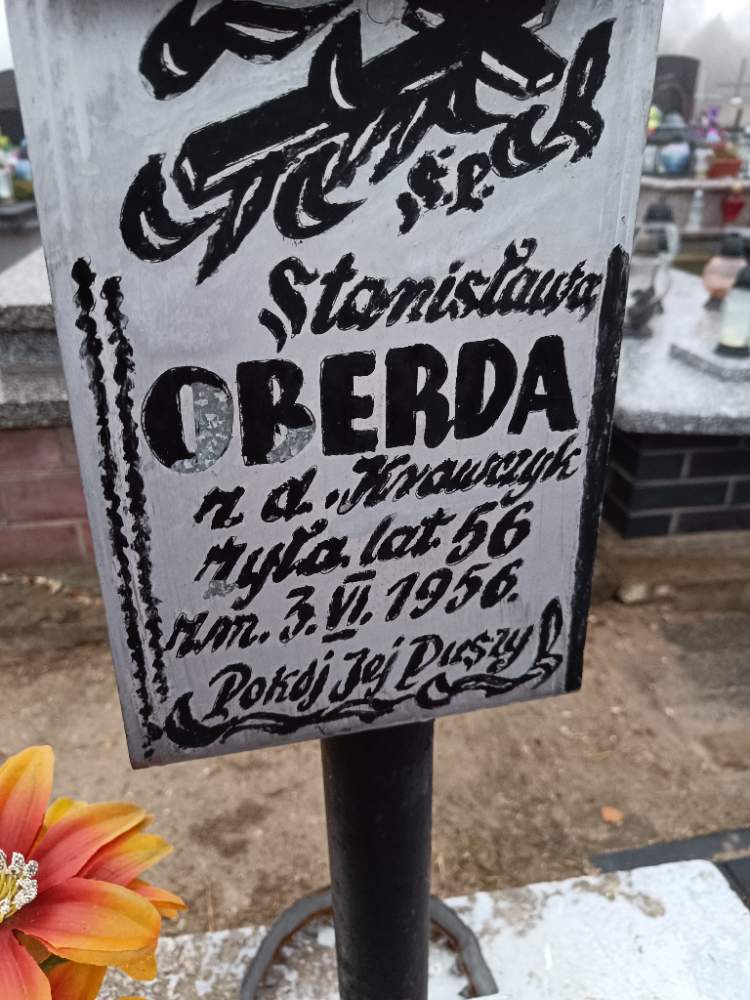 Ś.P.
Stanisława
OBERDA
z d. Krawczyk
żyła lat 56
zm. 3.VI.1956.
Pokój Jej Duszy